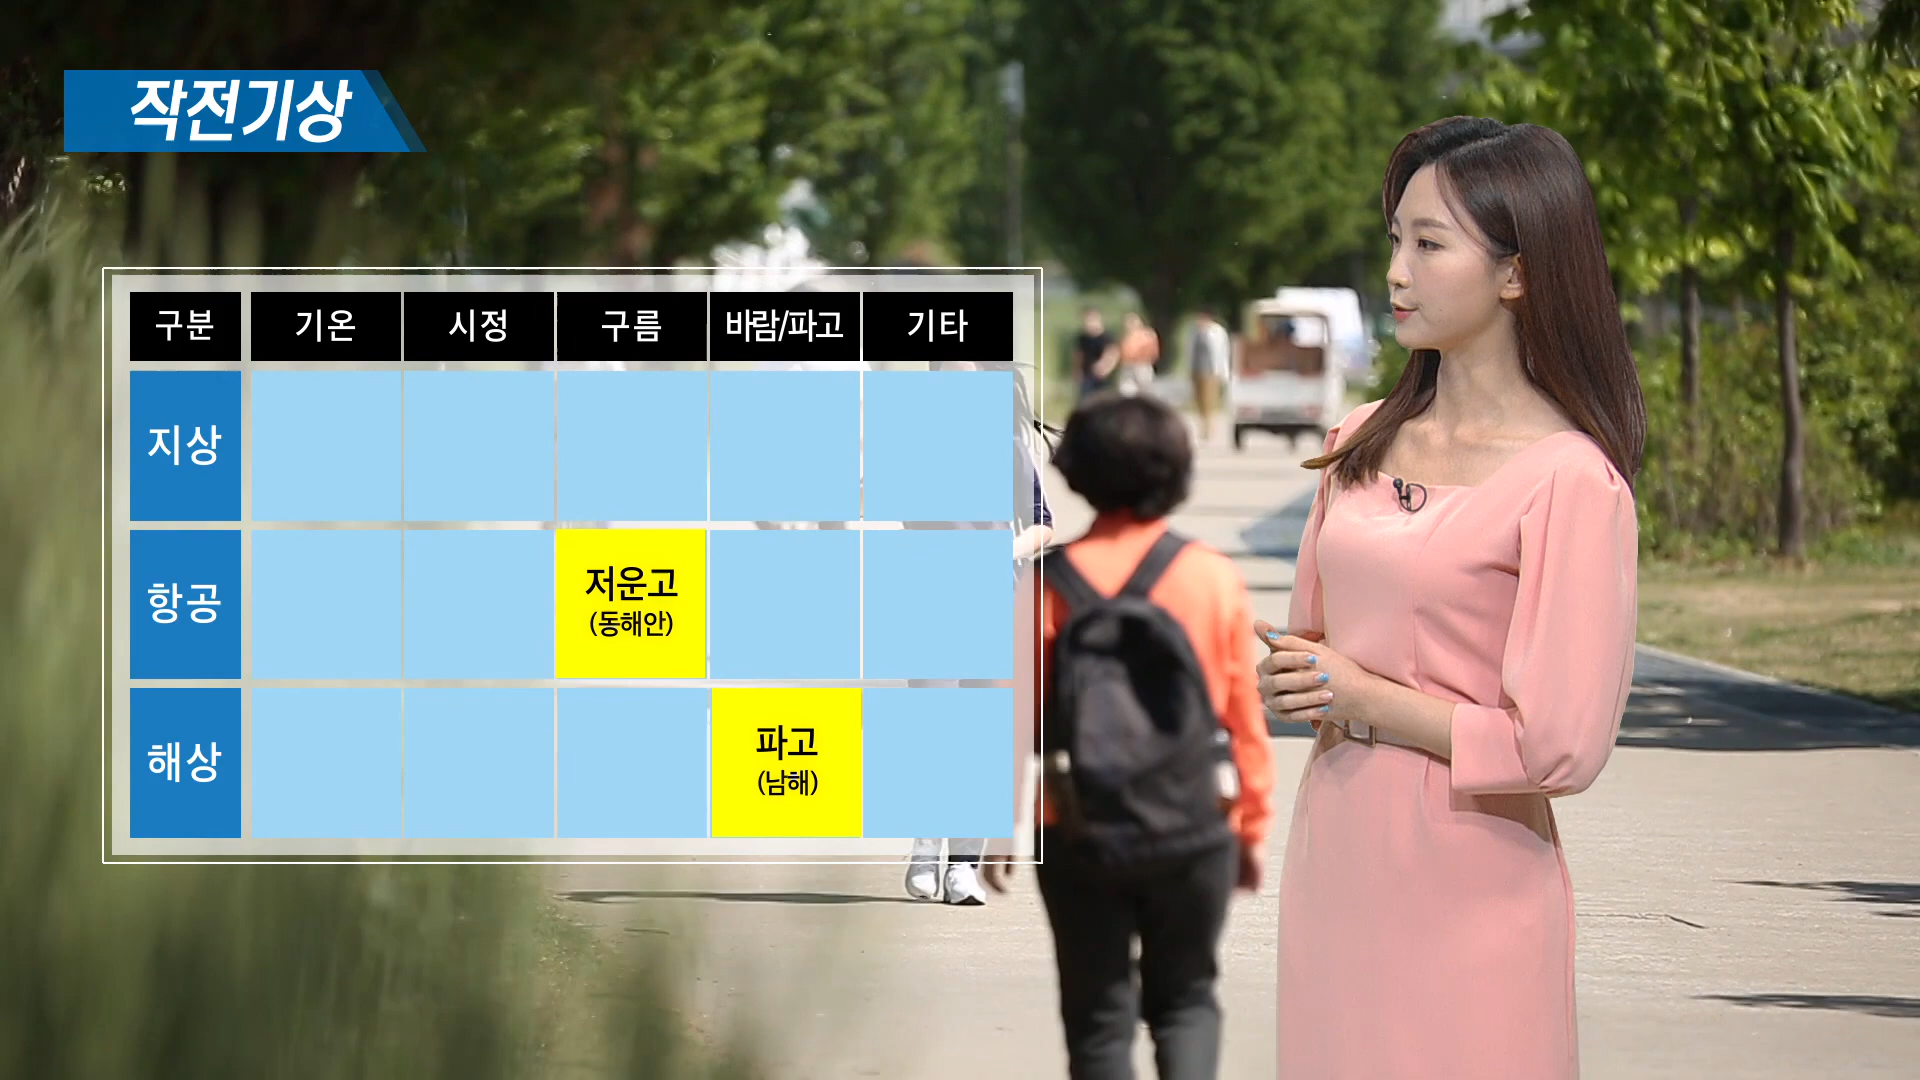 작전기상
구분 기온 시정 구름 바람/파고 기타
지상
항공 저운고
(동해안)
해상 파고
(남해)